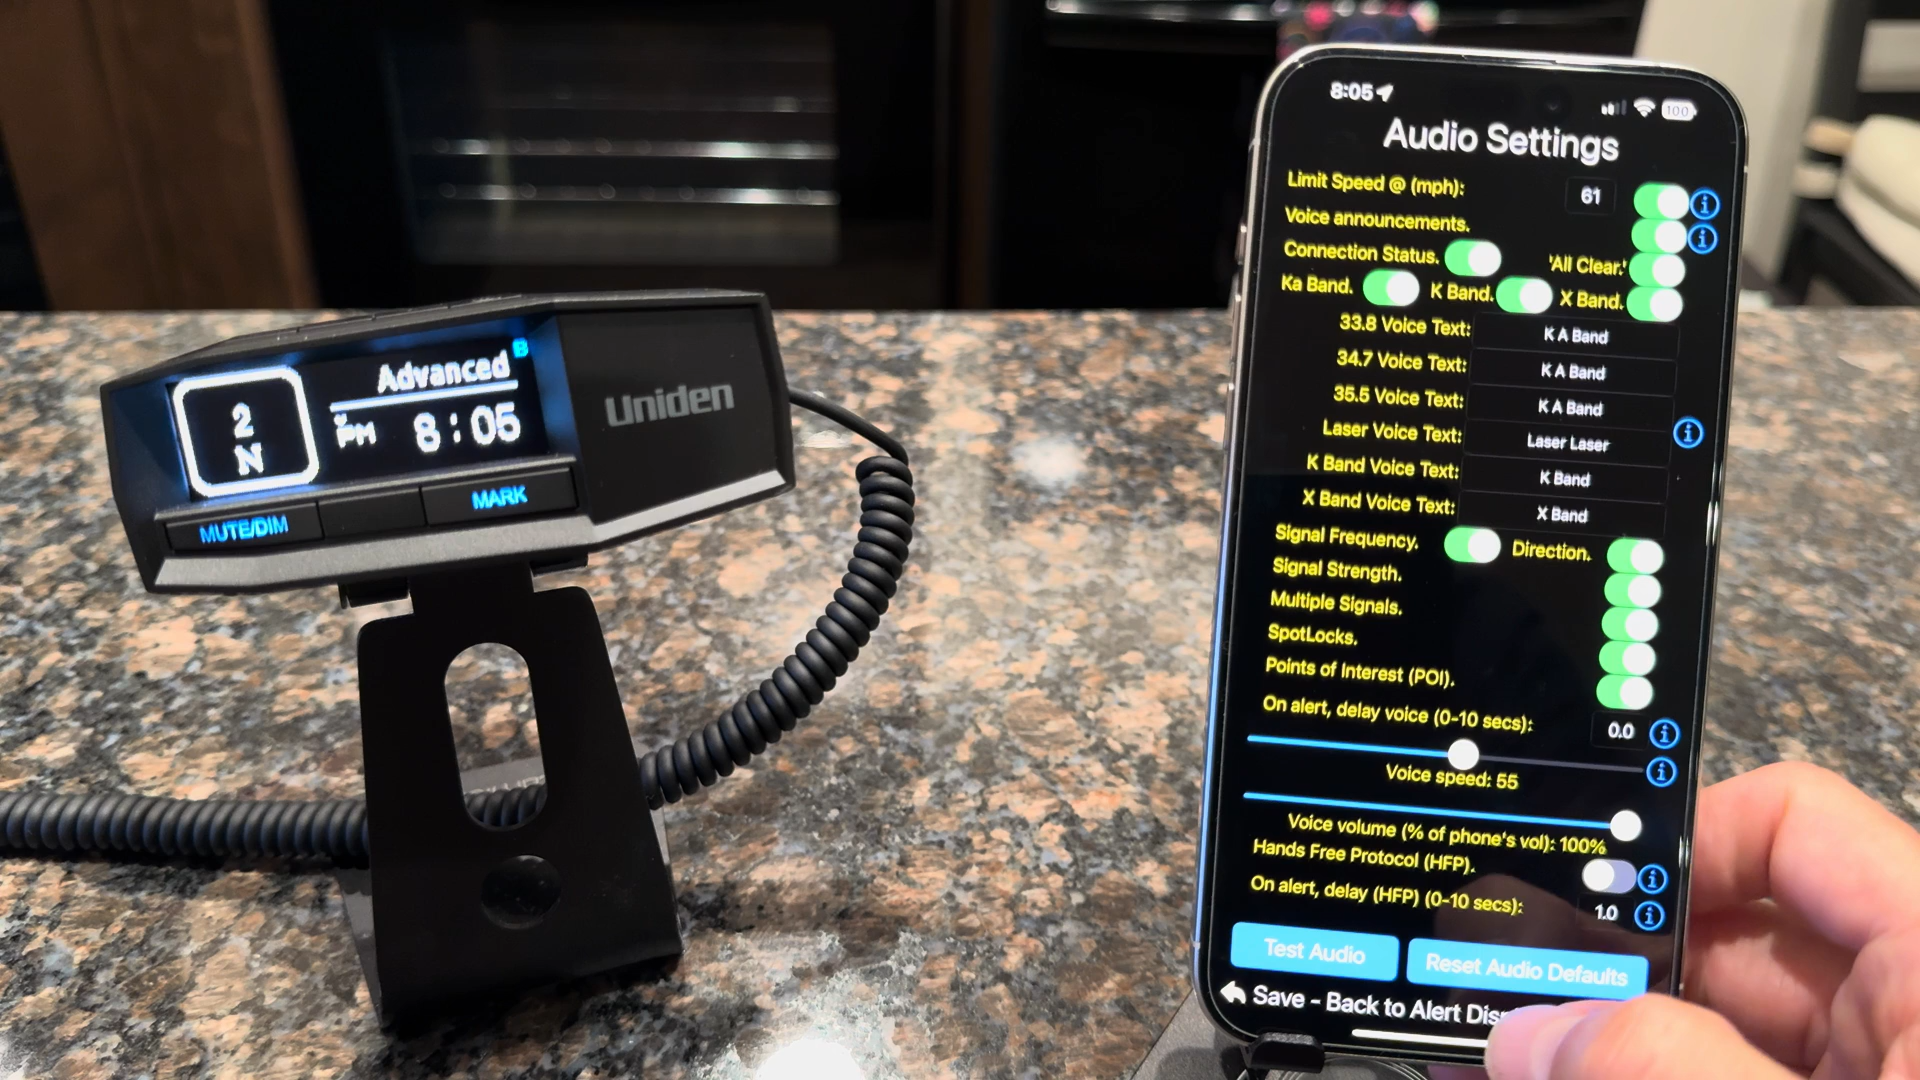 Advanced B
2
N
PM 8:05
Uniden
MUTE/DIM
MARK
8:05
100
Audio Settings
Limit Speed @ (mph): 61
Voice announcements.
Connection Status. 'All Clear.'
Ka Band. K Band. X Band.
33.8 Voice Text: K A Band
34.7 Voice Text: K A Band
35.5 Voice Text: K A Band
Laser Voice Text: Laser Laser
K Band Voice Text: K Band
X Band Voice Text: X Band
Signal Frequency. Direction.
Signal Strength.
Multiple Signals.
SpotLocks.
Points of Interest (POI).
On alert, delay voice (0-10 secs): 0.0
Voice speed: 55
Voice volume (% of phone's vol): 100%
Hands Free Protocol (HFP).
On alert, delay (HFP) (0-10 secs): 1.0
Test Audio
Reset Audio Defaults
Save - Back to Alert